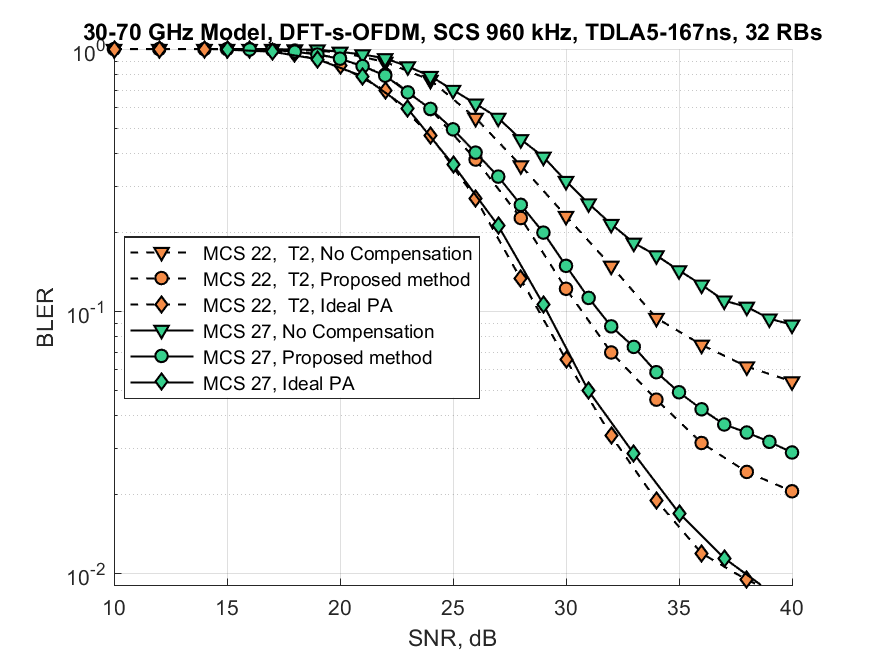 30-70 GHz Model, DFT-s-OFDM, SCS 960 kHz, TDLA5-167ns, 32 RBs
10^0
10^-1
10^-2
BLER
MCS 22,  T2, No Compensation
MCS 22,  T2, Proposed method
MCS 22,  T2, Ideal PA
MCS 27, No Compensation
MCS 27, Proposed method
MCS 27, Ideal PA
10 15 20 25 30 35 40
SNR, dB